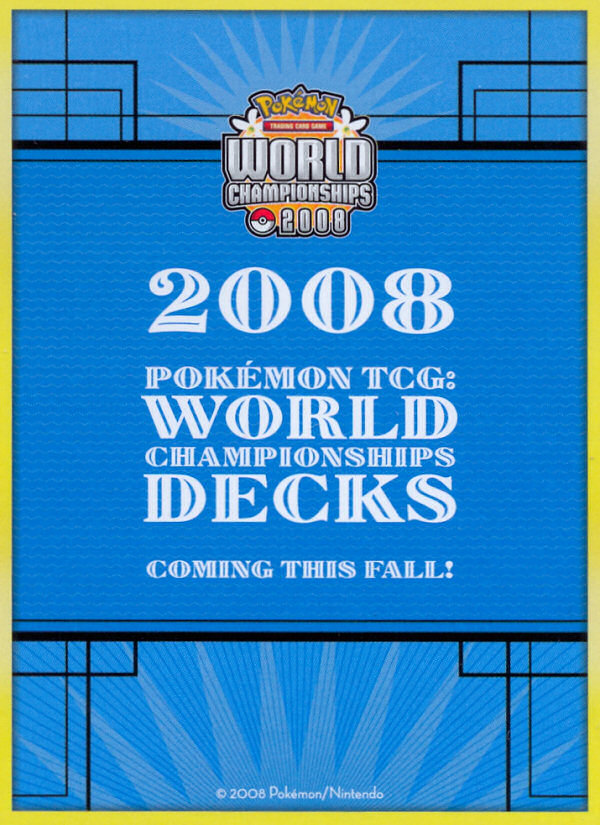 Pokémon
TRADING CARD GAME
WORLD
CHAMPIONSHIPS
2008
2008
POKÉMON TCG:
WORLD
CHAMPIONSHIPS
DECKS
COMING THIS FALL!
© 2008 Pokémon/Nintendo